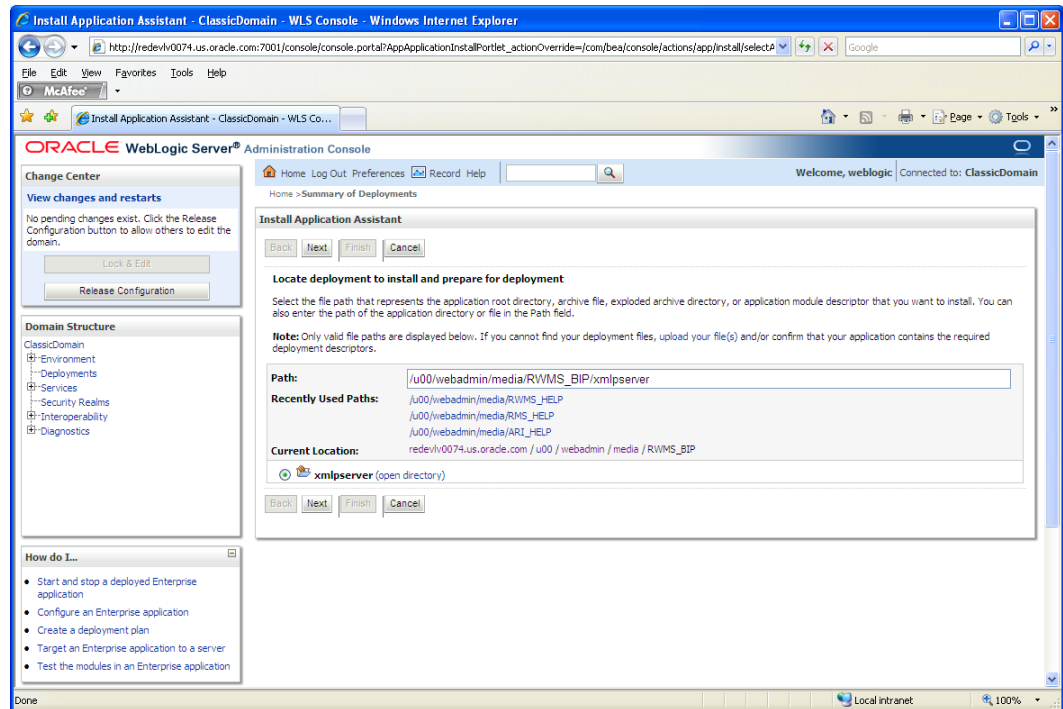 Install Application Assistant - ClassicDomain - WLS Console - Windows Internet Explorer
http://redevlv0074.us.oracle.com:7001/console/console.portal?AppApplicationInstallPortlet_actionOverride=/com/bea/console/actions/app/install/selectA
Google
File Edit View Favorites Tools Help
McAfee
Install Application Assistant - ClassicDomain - WLS Co...
Page Tools »
ORACLE WebLogic Server® Administration Console
Change Center
View changes and restarts
No pending changes exist. Click the Release
Configuration button to allow others to edit the
domain.
Lock & Edit
Release Configuration
Domain Structure
ClassicDomain
Environment
Deployments
Services
Security Realms
Interoperability
Diagnostics
How do I...
Start and stop a deployed Enterprise
application
Configure an Enterprise application
Create a deployment plan
Target an Enterprise application to a server
Test the modules in an Enterprise application
Home Log Out Preferences Record Help
Welcome, weblogic Connected to: ClassicDomain
Home >Summary of Deployments
Install Application Assistant
Back Next Finish Cancel
Locate deployment to install and prepare for deployment
Select the file path that represents the application root directory, archive file, exploded archive directory, or application module descriptor that you want to install. You can
also enter the path of the application directory or file in the Path field.
Note: Only valid file paths are displayed below. If you cannot find your deployment files, upload your file(s) and/or confirm that your application contains the required
deployment descriptors.
Path: /u00/webadmin/media/RWMS_BIP/xmlpserver
Recently Used Paths: /u00/webadmin/media/RWMS_HELP
/u00/webadmin/media/RMS_HELP
/u00/webadmin/media/ARI_HELP
Current Location: redevlv0074.us.oracle.com / u00 / webadmin / media / RWMS_BIP
xmlpserver (open directory)
Back Next Finish Cancel
Done
Local intranet
100%